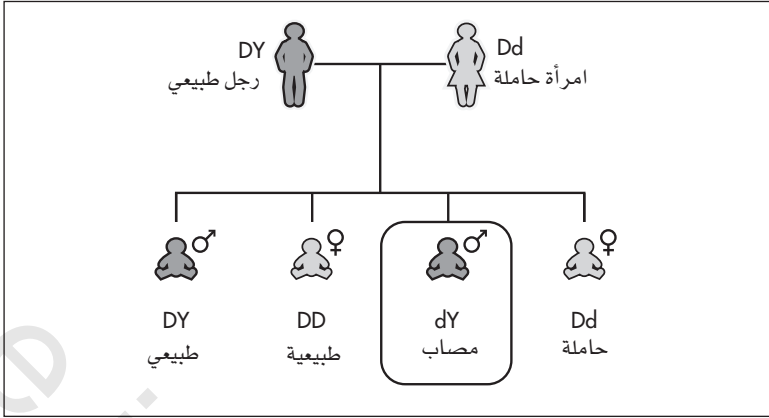 DY
رجل طبيعي
Dd
امرأة حاملة
♂ ♀ ♂ ♀
DY DD dY Dd
طبيعي طبيعية مصاب حاملة